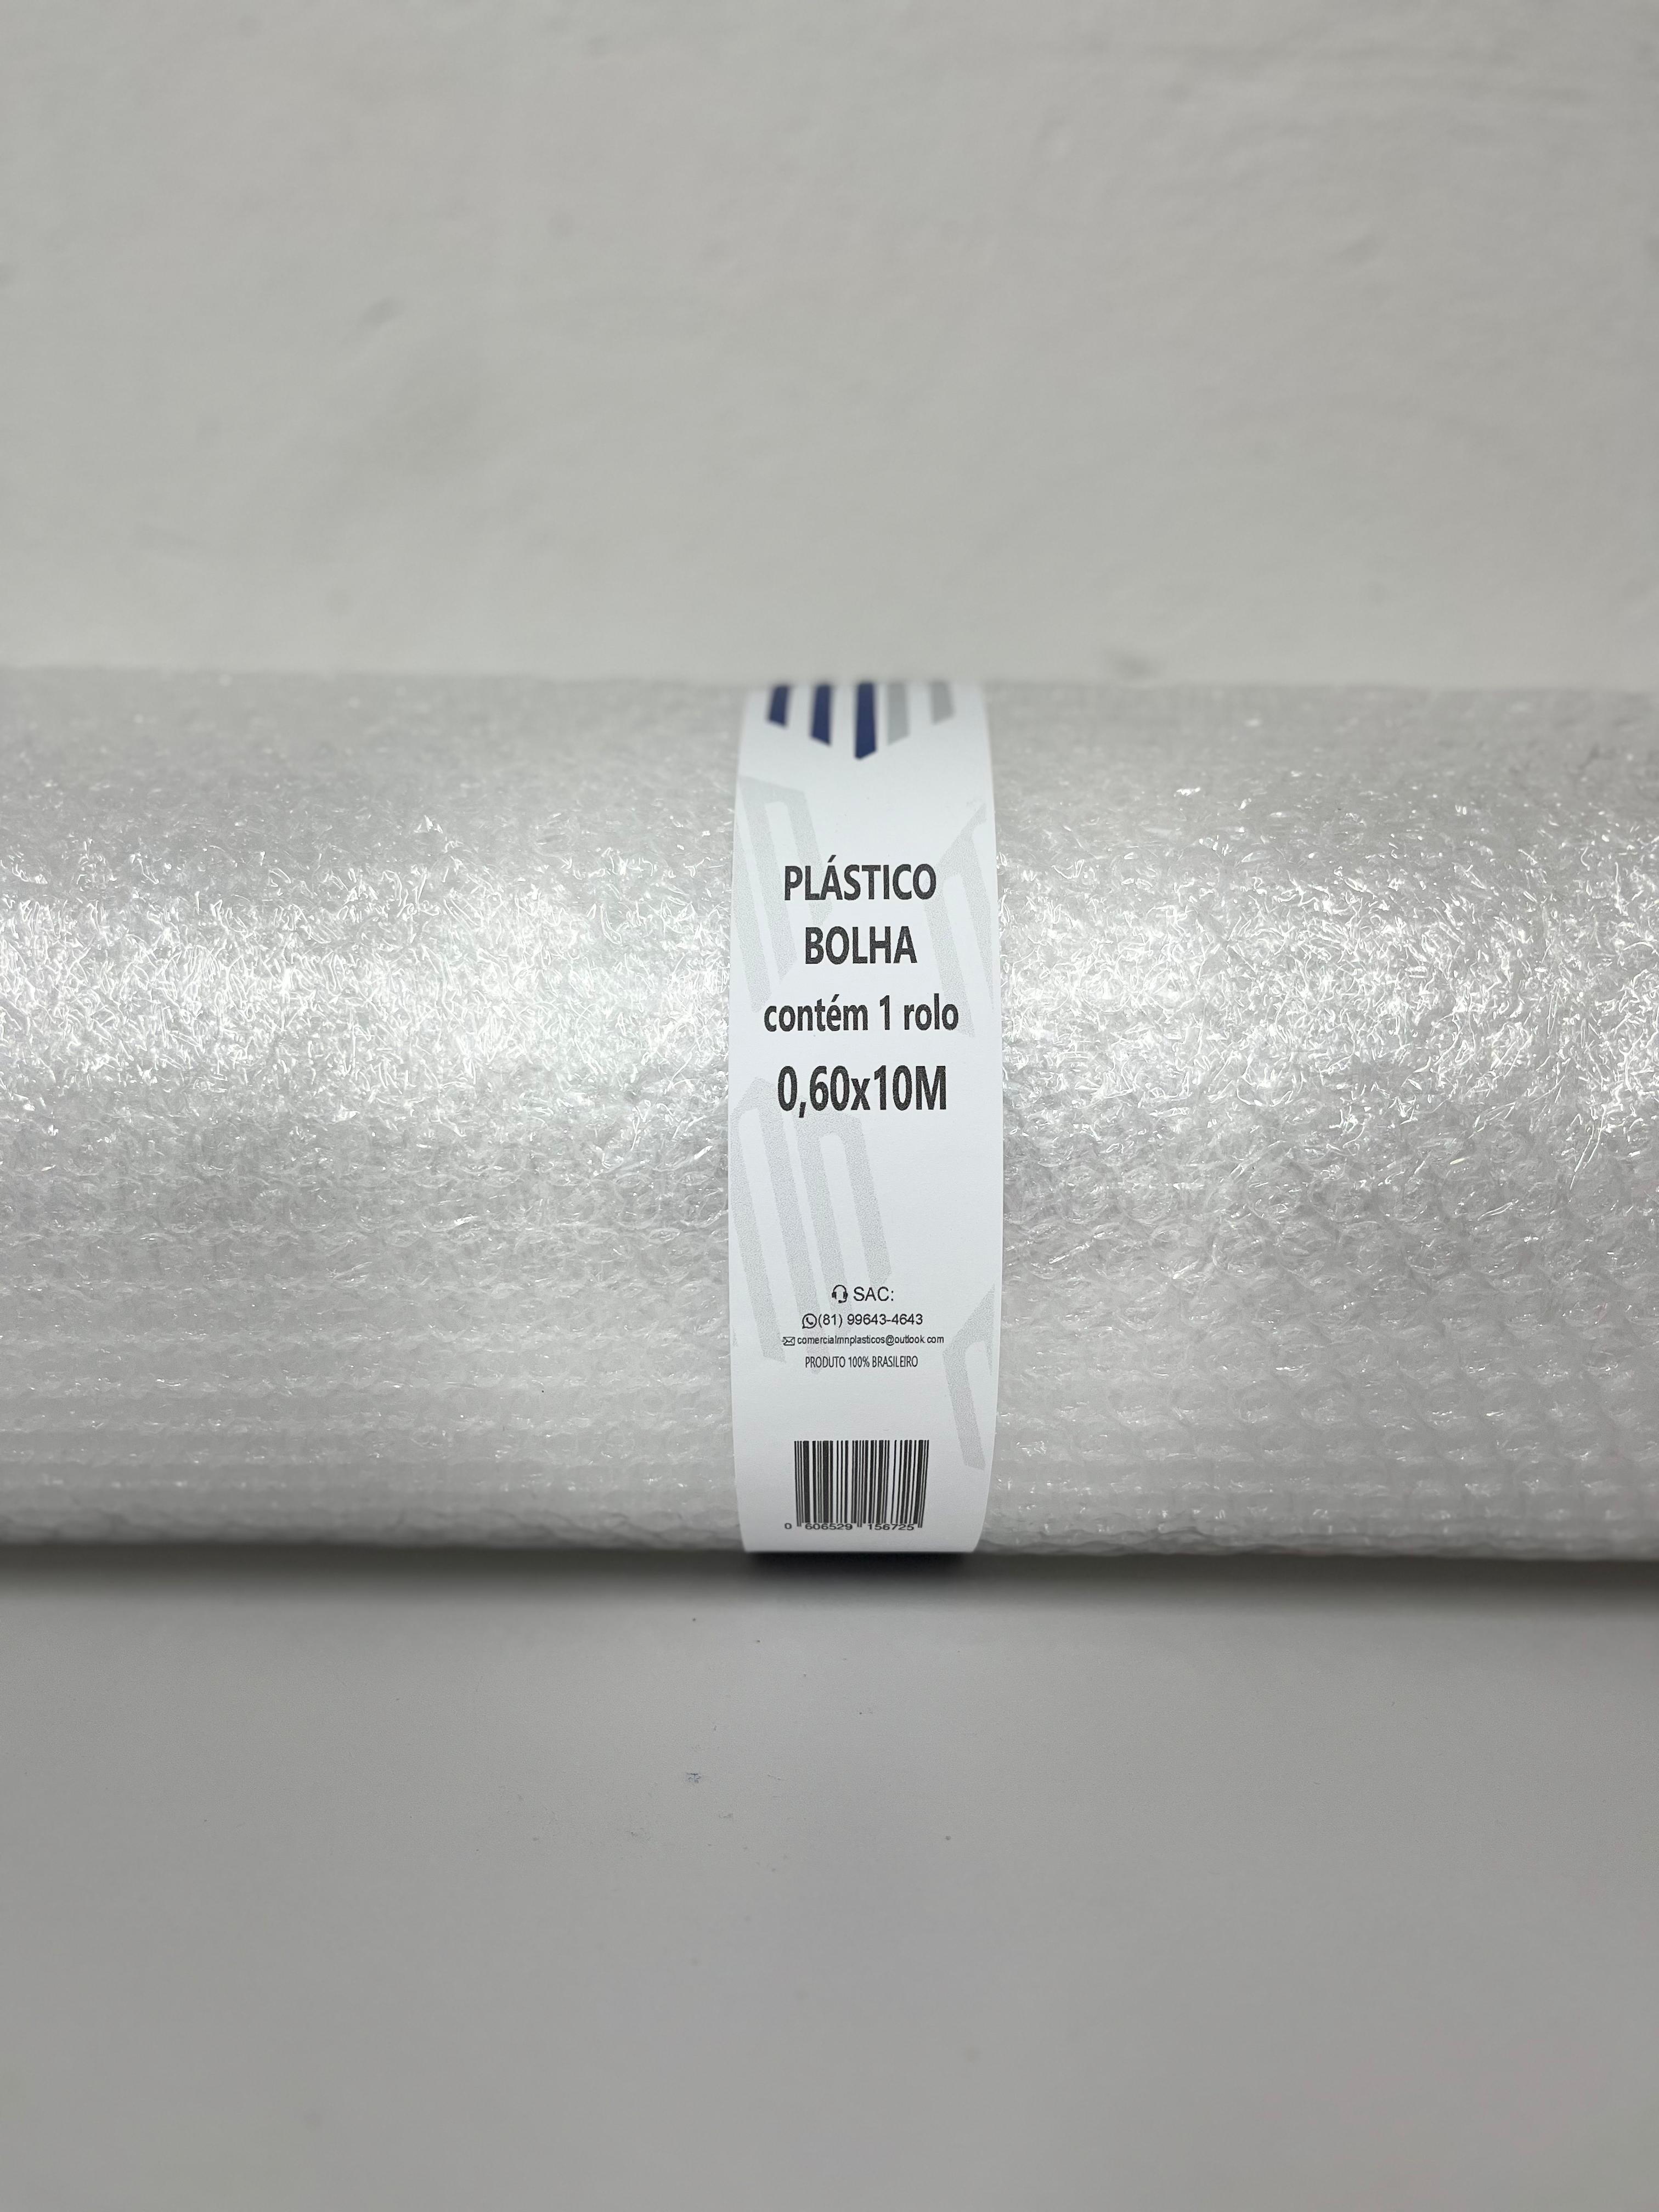 PLÁSTICO
BOLHA
contém 1 rolo
0,60x10M
SAC:
(81) 99643-4643
comercialmnplasticos@outlook.com
PRODUTO 100% BRASILEIRO
0 606529 156725